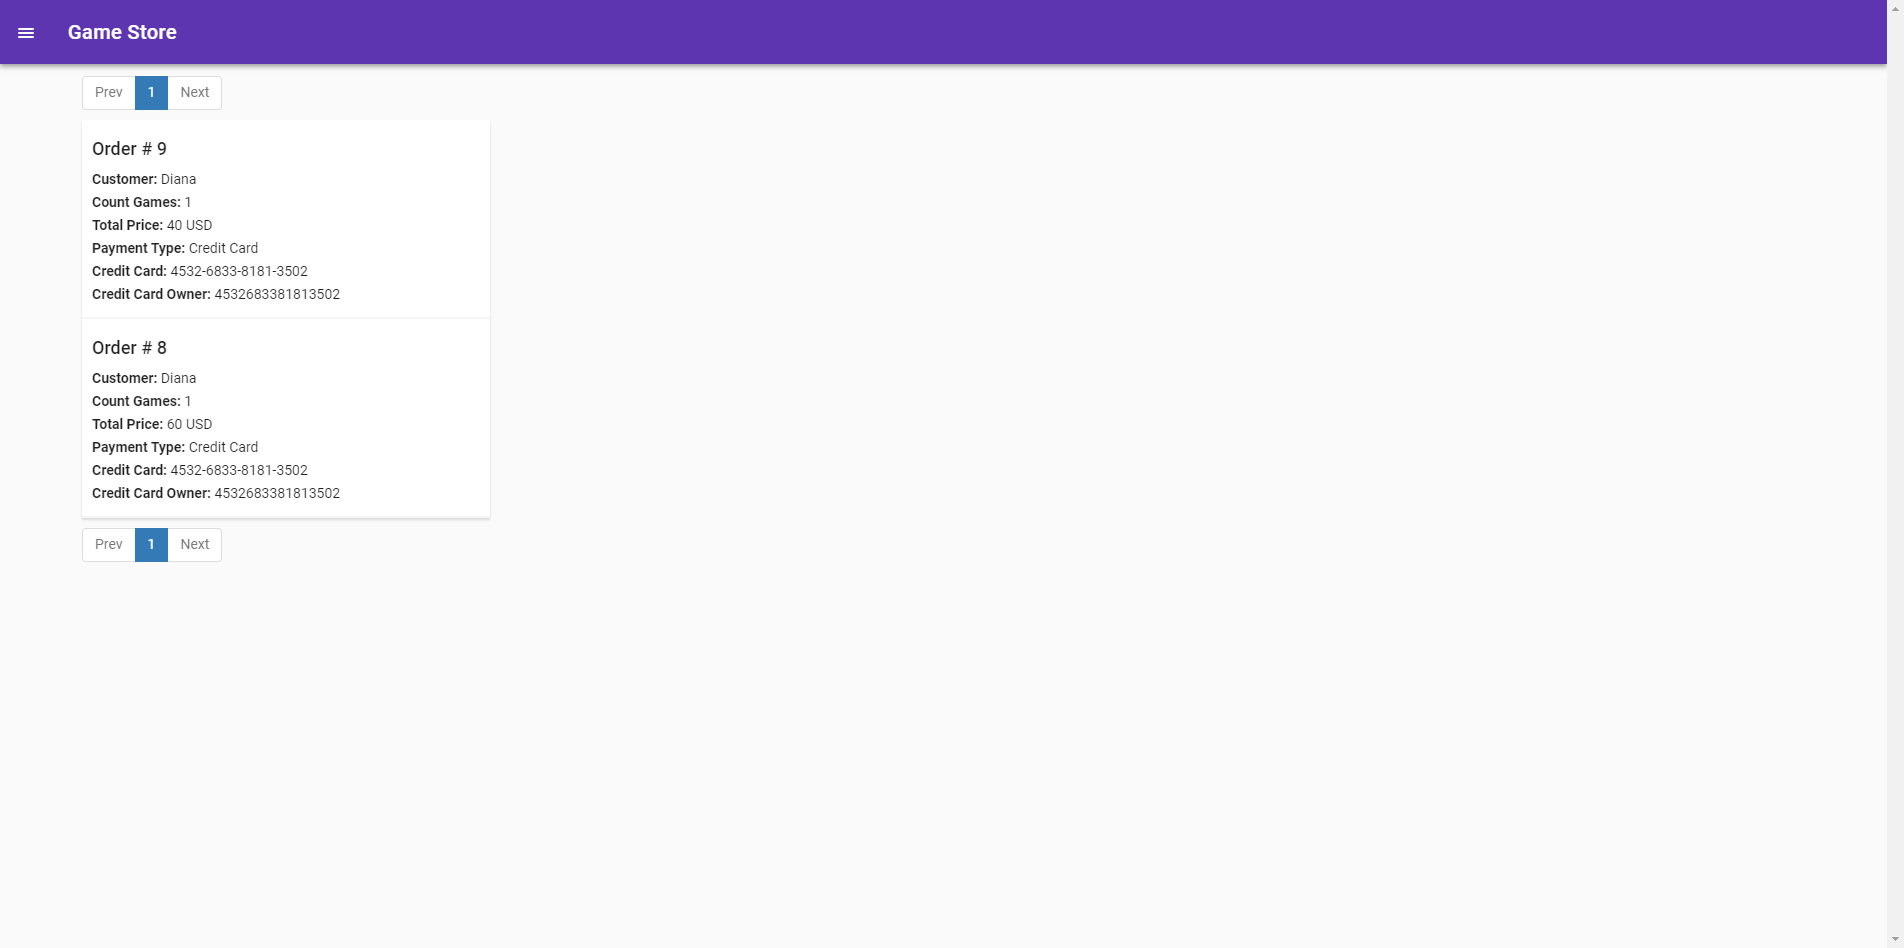 Game Store
Prev 1 Next
Order # 9
Customer: Diana
Count Games: 1
Total Price: 40 USD
Payment Type: Credit Card
Credit Card: 4532-6833-8181-3502
Credit Card Owner: 4532683381813502
Order # 8
Customer: Diana
Count Games: 1
Total Price: 60 USD
Payment Type: Credit Card
Credit Card: 4532-6833-8181-3502
Credit Card Owner: 4532683381813502
Prev 1 Next